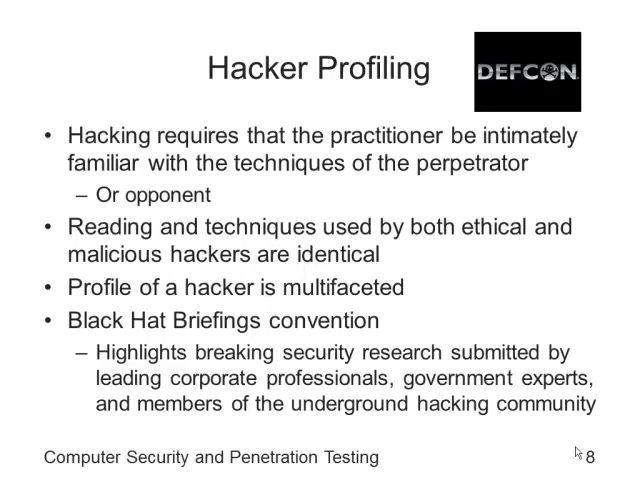 Hacker Profiling
DEFCON
• Hacking requires that the practitioner be intimately
familiar with the techniques of the perpetrator
– Or opponent
• Reading and techniques used by both ethical and
malicious hackers are identical
• Profile of a hacker is multifaceted
• Black Hat Briefings convention
– Highlights breaking security research submitted by
leading corporate professionals, government experts,
and members of the underground hacking community
Computer Security and Penetration Testing
8